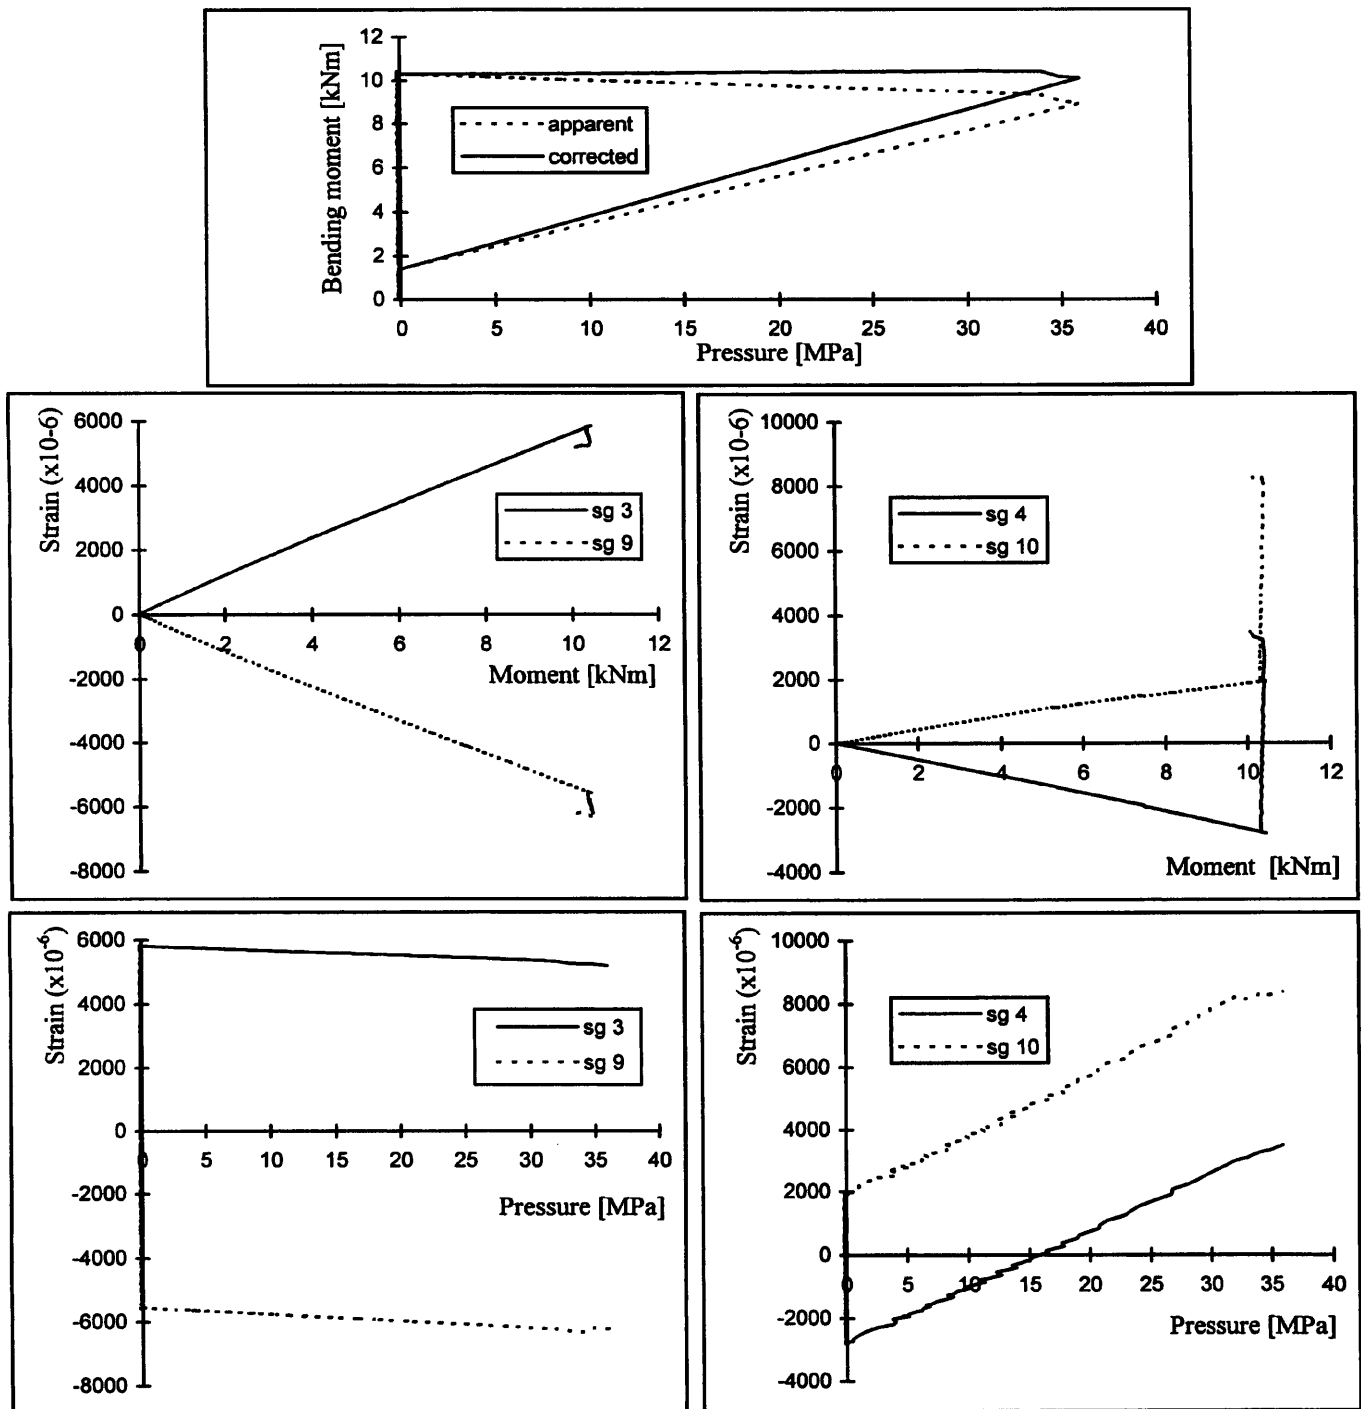 Bending moment [kNm]
12
10
8
6
4
2
0
apparent
corrected
0 5 10 15 20 25 30 35 40
Pressure [MPa]
Strain (x10-6)
6000
4000
2000
0
-2000
-4000
-6000
-8000
sg 3
sg 9
0 2 4 6 8 10 12
Moment [kNm]
Strain (x10-6)
10000
8000
6000
4000
2000
0
-2000
-4000
sg 4
sg 10
0 2 4 6 8 10 12
Moment [kNm]
Strain (x10⁻⁶)
6000
4000
2000
0
-2000
-4000
-6000
-8000
sg 3
sg 9
0 5 10 15 20 25 30 35 40
Pressure [MPa]
Strain (x10⁻⁶)
10000
8000
6000
4000
2000
0
-2000
-4000
sg 4
sg 10
0 5 10 15 20 25 30 35 40
Pressure [MPa]